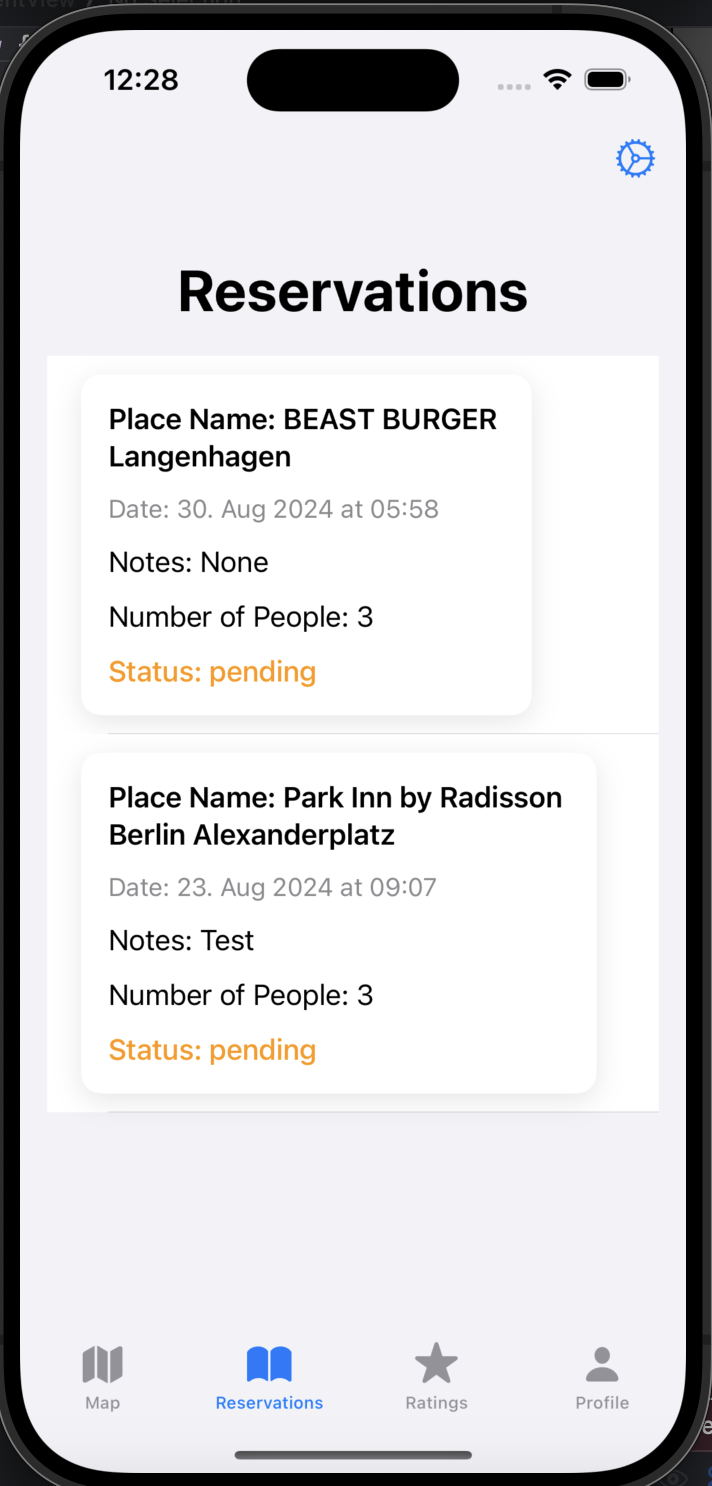 12:28
Reservations
Place Name: BEAST BURGER
Langenhagen
Date: 30. Aug 2024 at 05:58
Notes: None
Number of People: 3
Status: pending
Place Name: Park Inn by Radisson
Berlin Alexanderplatz
Date: 23. Aug 2024 at 09:07
Notes: Test
Number of People: 3
Status: pending
Map
Reservations
Ratings
Profile